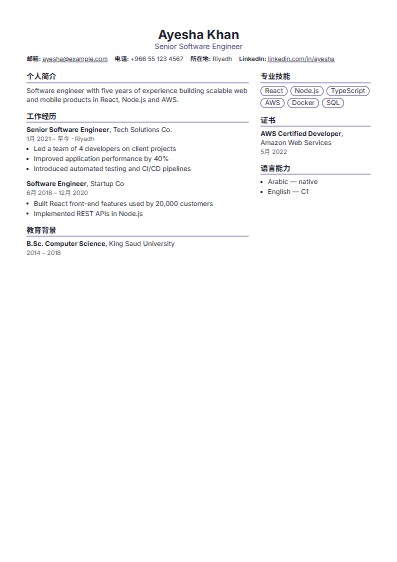 Ayesha Khan
Senior Software Engineer
邮箱: ayesha@example.com 电话: +966 55 123 4567 所在地: Riyadh LinkedIn: linkedin.com/in/ayesha
个人简介
Software engineer with five years of experience building scalable web
and mobile products in React, Node.js and AWS.
工作经历
Senior Software Engineer, Tech Solutions Co.
1月 2021 – 至今 · Riyadh
• Led a team of 4 developers on client projects
• Improved application performance by 40%
• Introduced automated testing and CI/CD pipelines
Software Engineer, Startup Co
6月 2018 – 12月 2020
• Built React front-end features used by 20,000 customers
• Implemented REST APIs in Node.js
教育背景
B.Sc. Computer Science, King Saud University
2014 – 2018
专业技能
React Node.js TypeScript
AWS Docker SQL
证书
AWS Certified Developer,
Amazon Web Services
5月 2022
语言能力
• Arabic — native
• English — C1